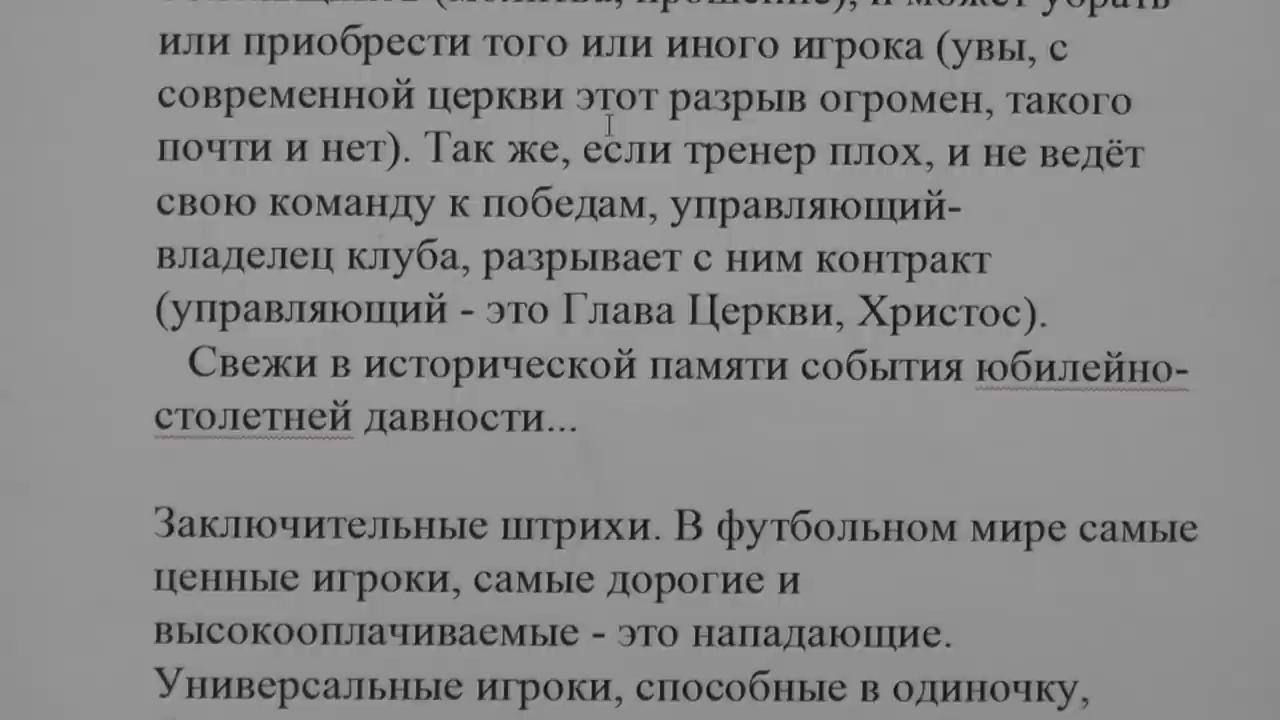 или приобрести того или иного игрока (увы, с
современной церкви этот разрыв огромен, такого
почти и нет). Так же, если тренер плох, и не ведёт
свою команду к победам, управляющий-
владелец клуба, разрывает с ним контракт
(управляющий - это Глава Церкви, Христос).
Свежи в исторической памяти события юбилейно-
столетней давности...
Заключительные штрихи. В футбольном мире самые
ценные игроки, самые дорогие и
высокооплачиваемые - это нападающие.
Универсальные игроки, способные в одиночку,